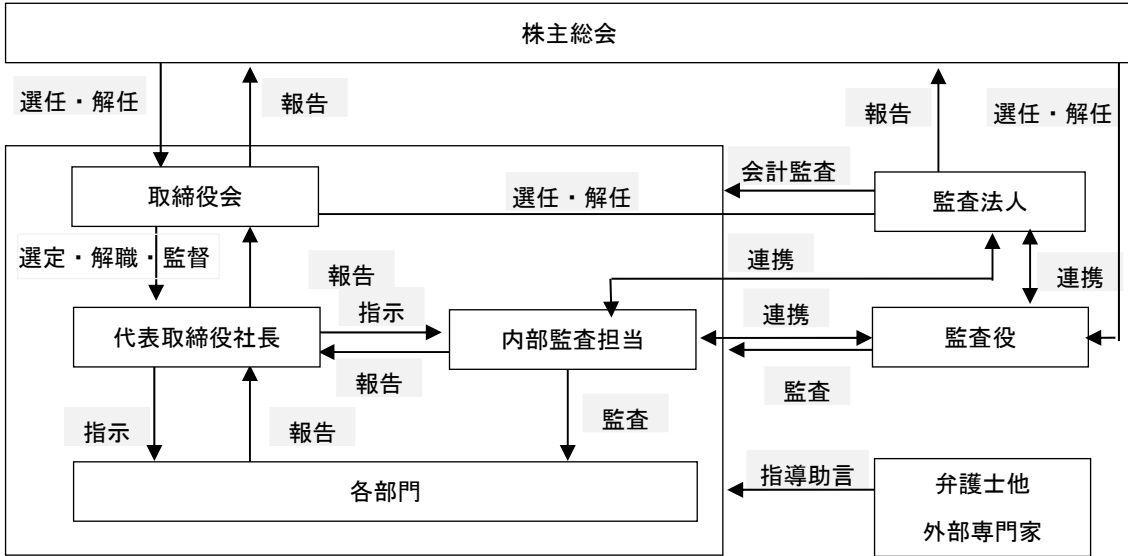 株主総会
選任・解任
報告
報告
選任・解任
取締役会
会計監査
監査法人
選任・解任
選定・解職・監督
報告
連携
連携
指示
代表取締役社長
内部監査担当
連携
監査役
報告
監査
指示
報告
監査
各部門
指導助言
弁護士他
外部専門家